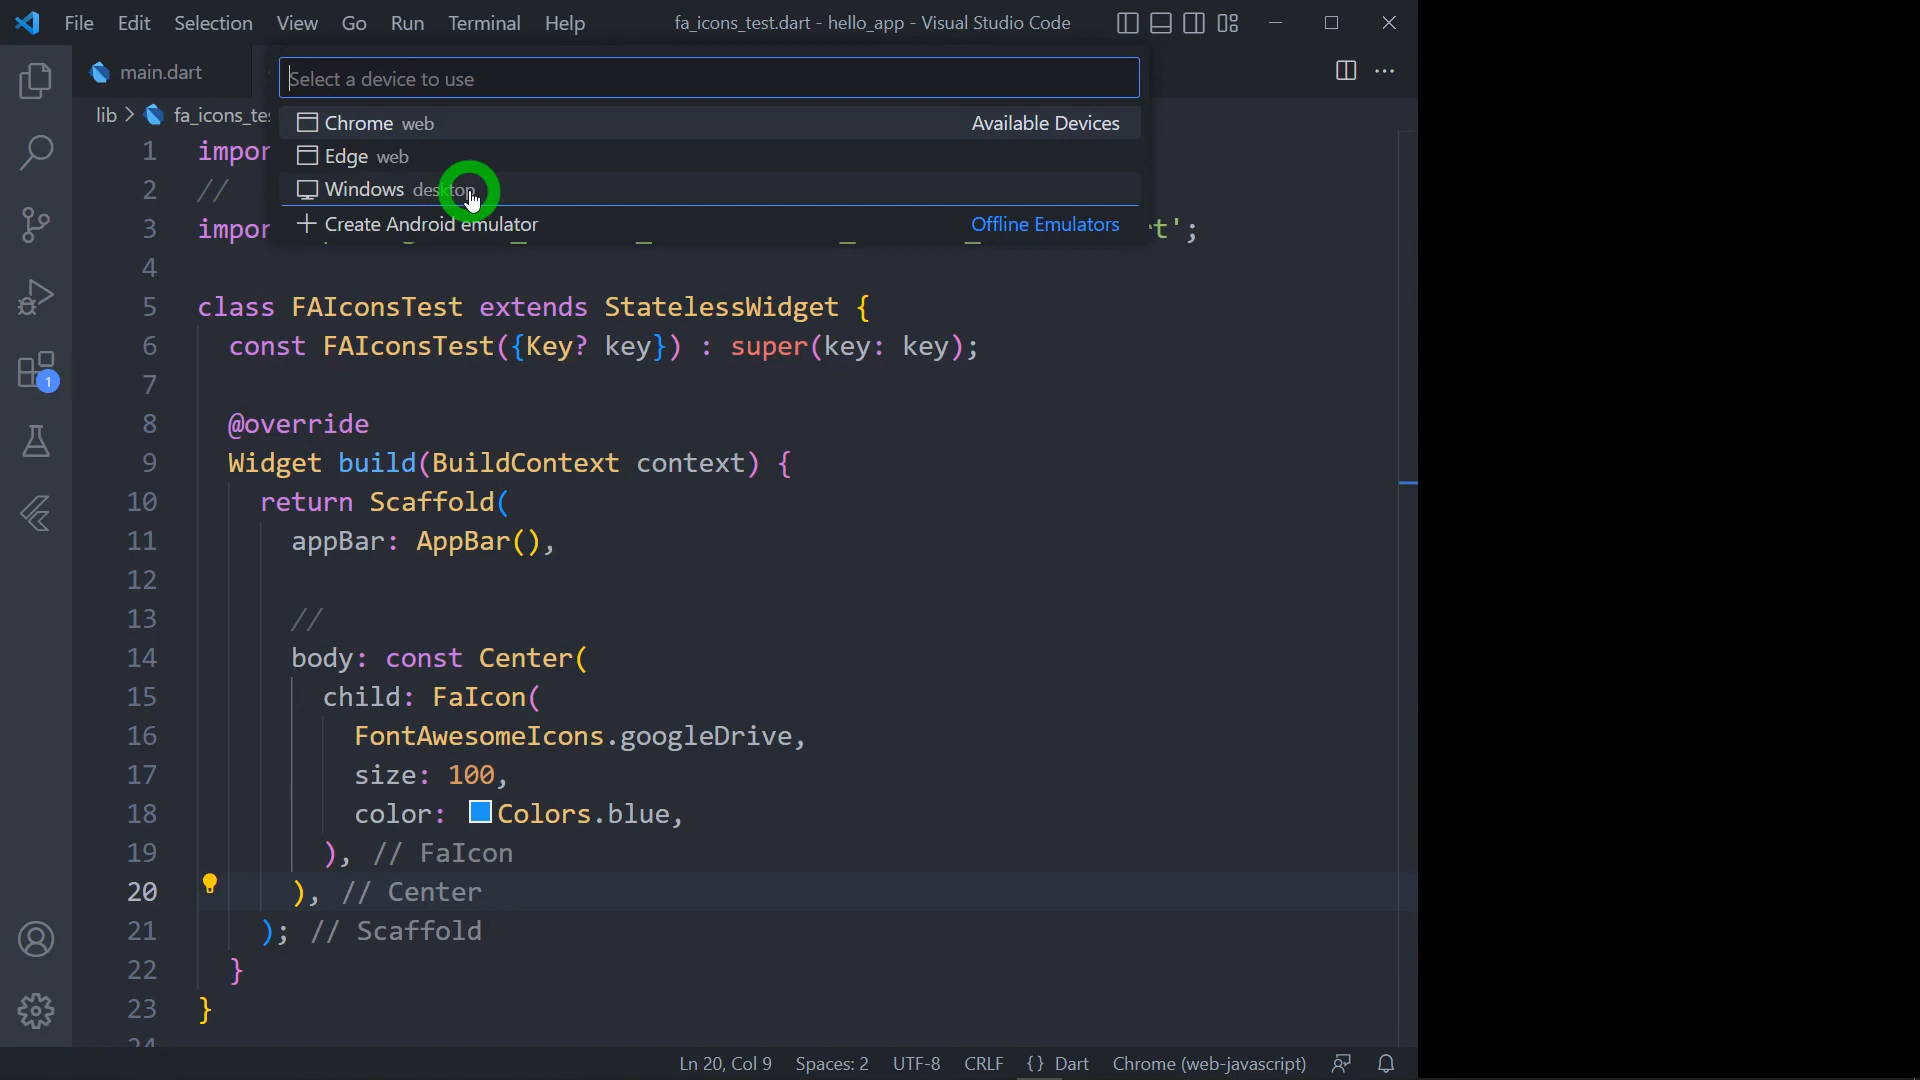 File Edit Selection View Go Run Terminal Help fa_icons_test.dart - hello_app - Visual Studio Code
main.dart
Select a device to use
Chrome web Available Devices
Edge web
Windows desktop
Create Android emulator Offline Emulators
lib > fa_icons_tes
1 impor
2 //
3 impor t';
4
5 class FAIconsTest extends StatelessWidget {
6 const FAIconsTest({Key? key}) : super(key: key);
7
8 @override
9 Widget build(BuildContext context) {
10 return Scaffold(
11 appBar: AppBar(),
12
13 //
14 body: const Center(
15 child: FaIcon(
16 FontAwesomeIcons.googleDrive,
17 size: 100,
18 color: Colors.blue,
19 ), // FaIcon
20 ), // Center
21 ); // Scaffold
22 }
23 }
24
1
Ln 20, Col 9 Spaces: 2 UTF-8 CRLF {} Dart Chrome (web-javascript)